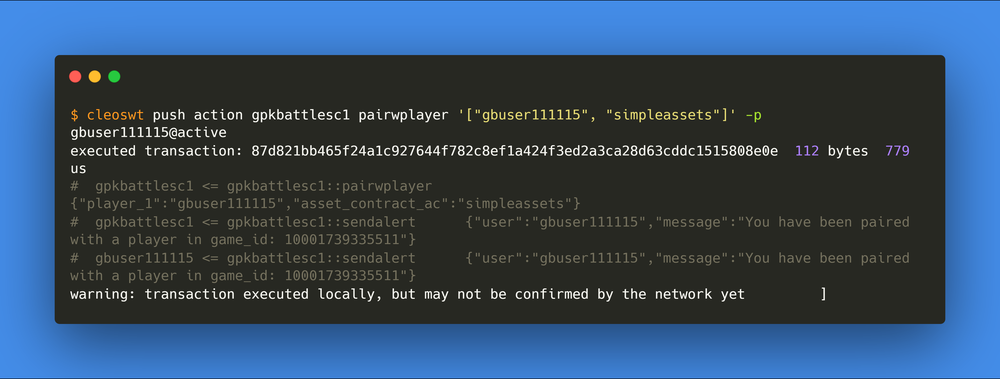 $ cleoswt push action gpkbattlesc1 pairwplayer '["gbuser111115", "simpleassets"]' -p
gbuser111115@active
executed transaction: 87d821bb465f24a1c927644f782c8ef1a424f3ed2a3ca28d63cddc1515808e0e  112 bytes  779
us
#  gpkbattlesc1 <= gpkbattlesc1::pairwplayer
{"player_1":"gbuser111115","asset_contract_ac":"simpleassets"}
#  gpkbattlesc1 <= gpkbattlesc1::sendalert      {"user":"gbuser111115","message":"You have been paired
with a player in game_id: 10001739335511"}
#  gbuser111115 <= gpkbattlesc1::sendalert      {"user":"gbuser111115","message":"You have been paired
with a player in game_id: 10001739335511"}
warning: transaction executed locally, but may not be confirmed by the network yet         ]